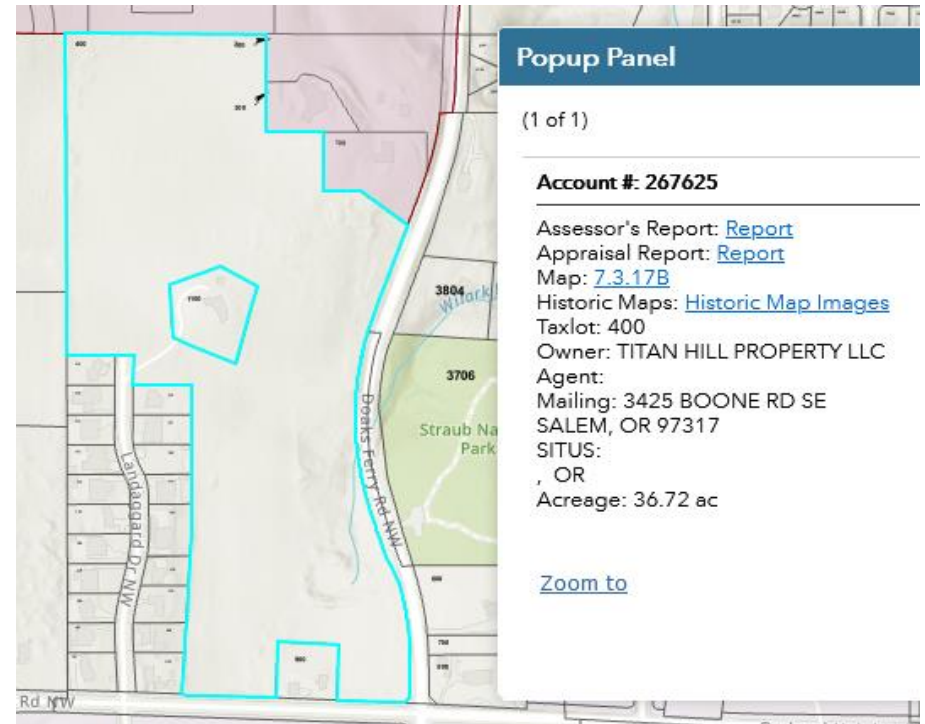 Popup Panel
(1 of 1)
Account #: 267625
Assessor's Report: Report
Appraisal Report: Report
Map: 7.3.17B
Historic Maps: Historic Map Images
Taxlot: 400
Owner: TITAN HILL PROPERTY LLC
Agent:
Mailing: 3425 BOONE RD SE
SALEM, OR 97317
SITUS:
, OR
Acreage: 36.72 ac
Zoom to
400
1100
3804
3706
Straub Na
Park
Doaks Ferry Rd NW
Landaggard Dr NW
Rd NW